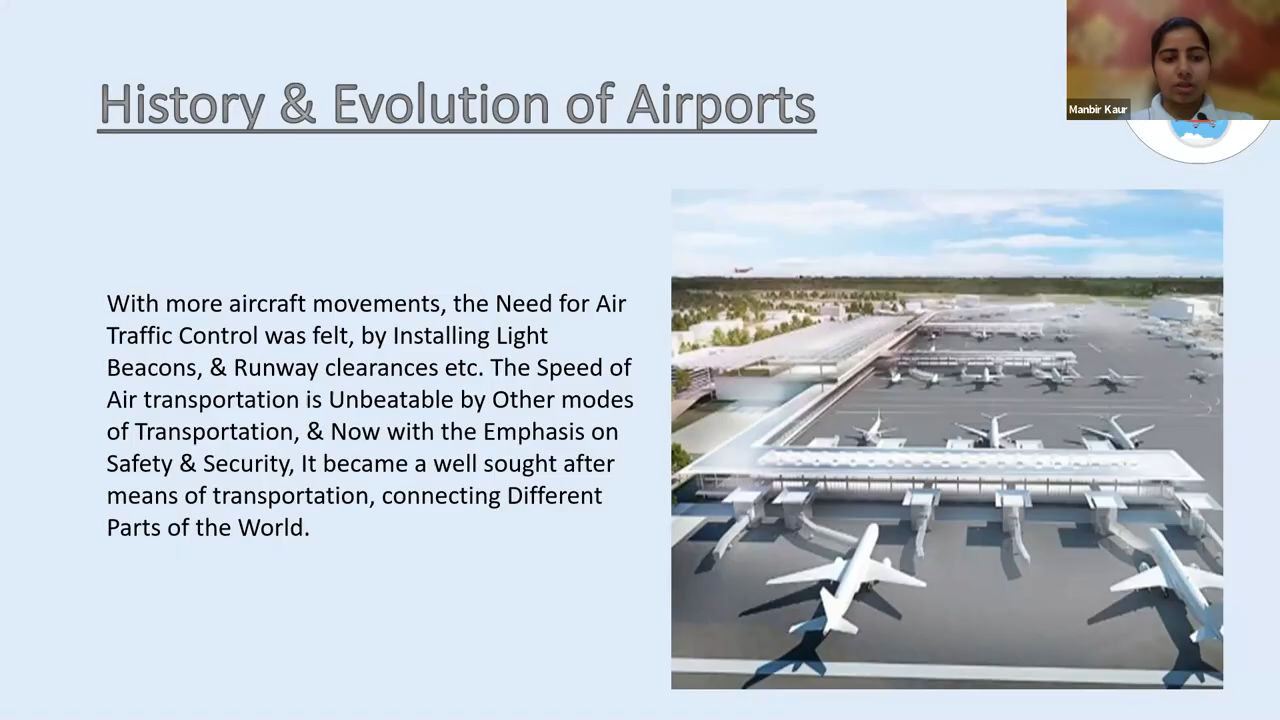 History & Evolution of Airports
Manbir Kaur
With more aircraft movements, the Need for Air
Traffic Control was felt, by Installing Light
Beacons, & Runway clearances etc. The Speed of
Air transportation is Unbeatable by Other modes
of Transportation, & Now with the Emphasis on
Safety & Security, It became a well sought after
means of transportation, connecting Different
Parts of the World.